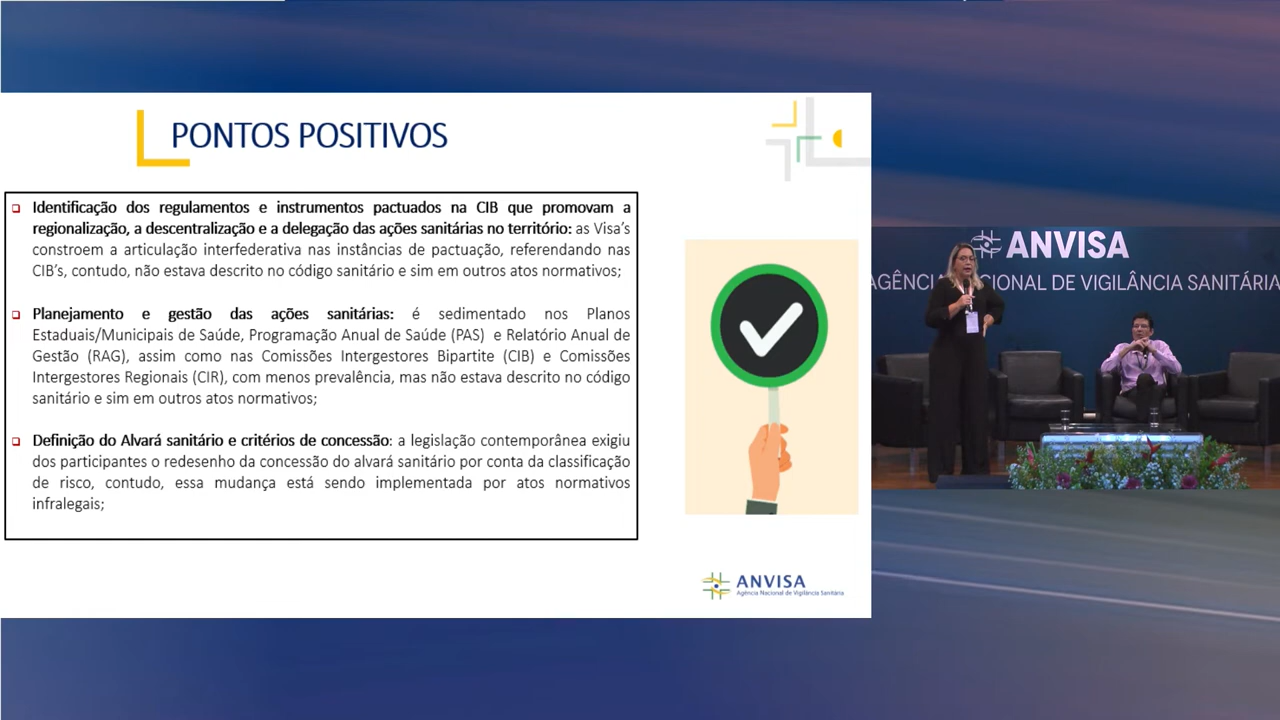 PONTOS POSITIVOS
Identificação dos regulamentos e instrumentos pactuados na CIB que promovam a
regionalização, a descentralização e a delegação das ações sanitárias no território: as Visa’s
constroem a articulação interfederativa nas instâncias de pactuação, referendando nas
CIB’s, contudo, não estava descrito no código sanitário e sim em outros atos normativos;
Planejamento e gestão das ações sanitárias: é sedimentado nos Planos
Estaduais/Municipais de Saúde, Programação Anual de Saúde (PAS) e Relatório Anual de
Gestão (RAG), assim como nas Comissões Intergestores Bipartite (CIB) e Comissões
Intergestores Regionais (CIR), com menos prevalência, mas não estava descrito no código
sanitário e sim em outros atos normativos;
Definição do Alvará sanitário e critérios de concessão: a legislação contemporânea exigiu
dos participantes o redesenho da concessão do alvará sanitário por conta da classificação
de risco, contudo, essa mudança está sendo implementada por atos normativos
infralegais;
ANVISA
Agência Nacional de Vigilância Sanitária
ANVISA
AGÊNCIA NACIONAL DE VIGILÂNCIA SANITÁRIA